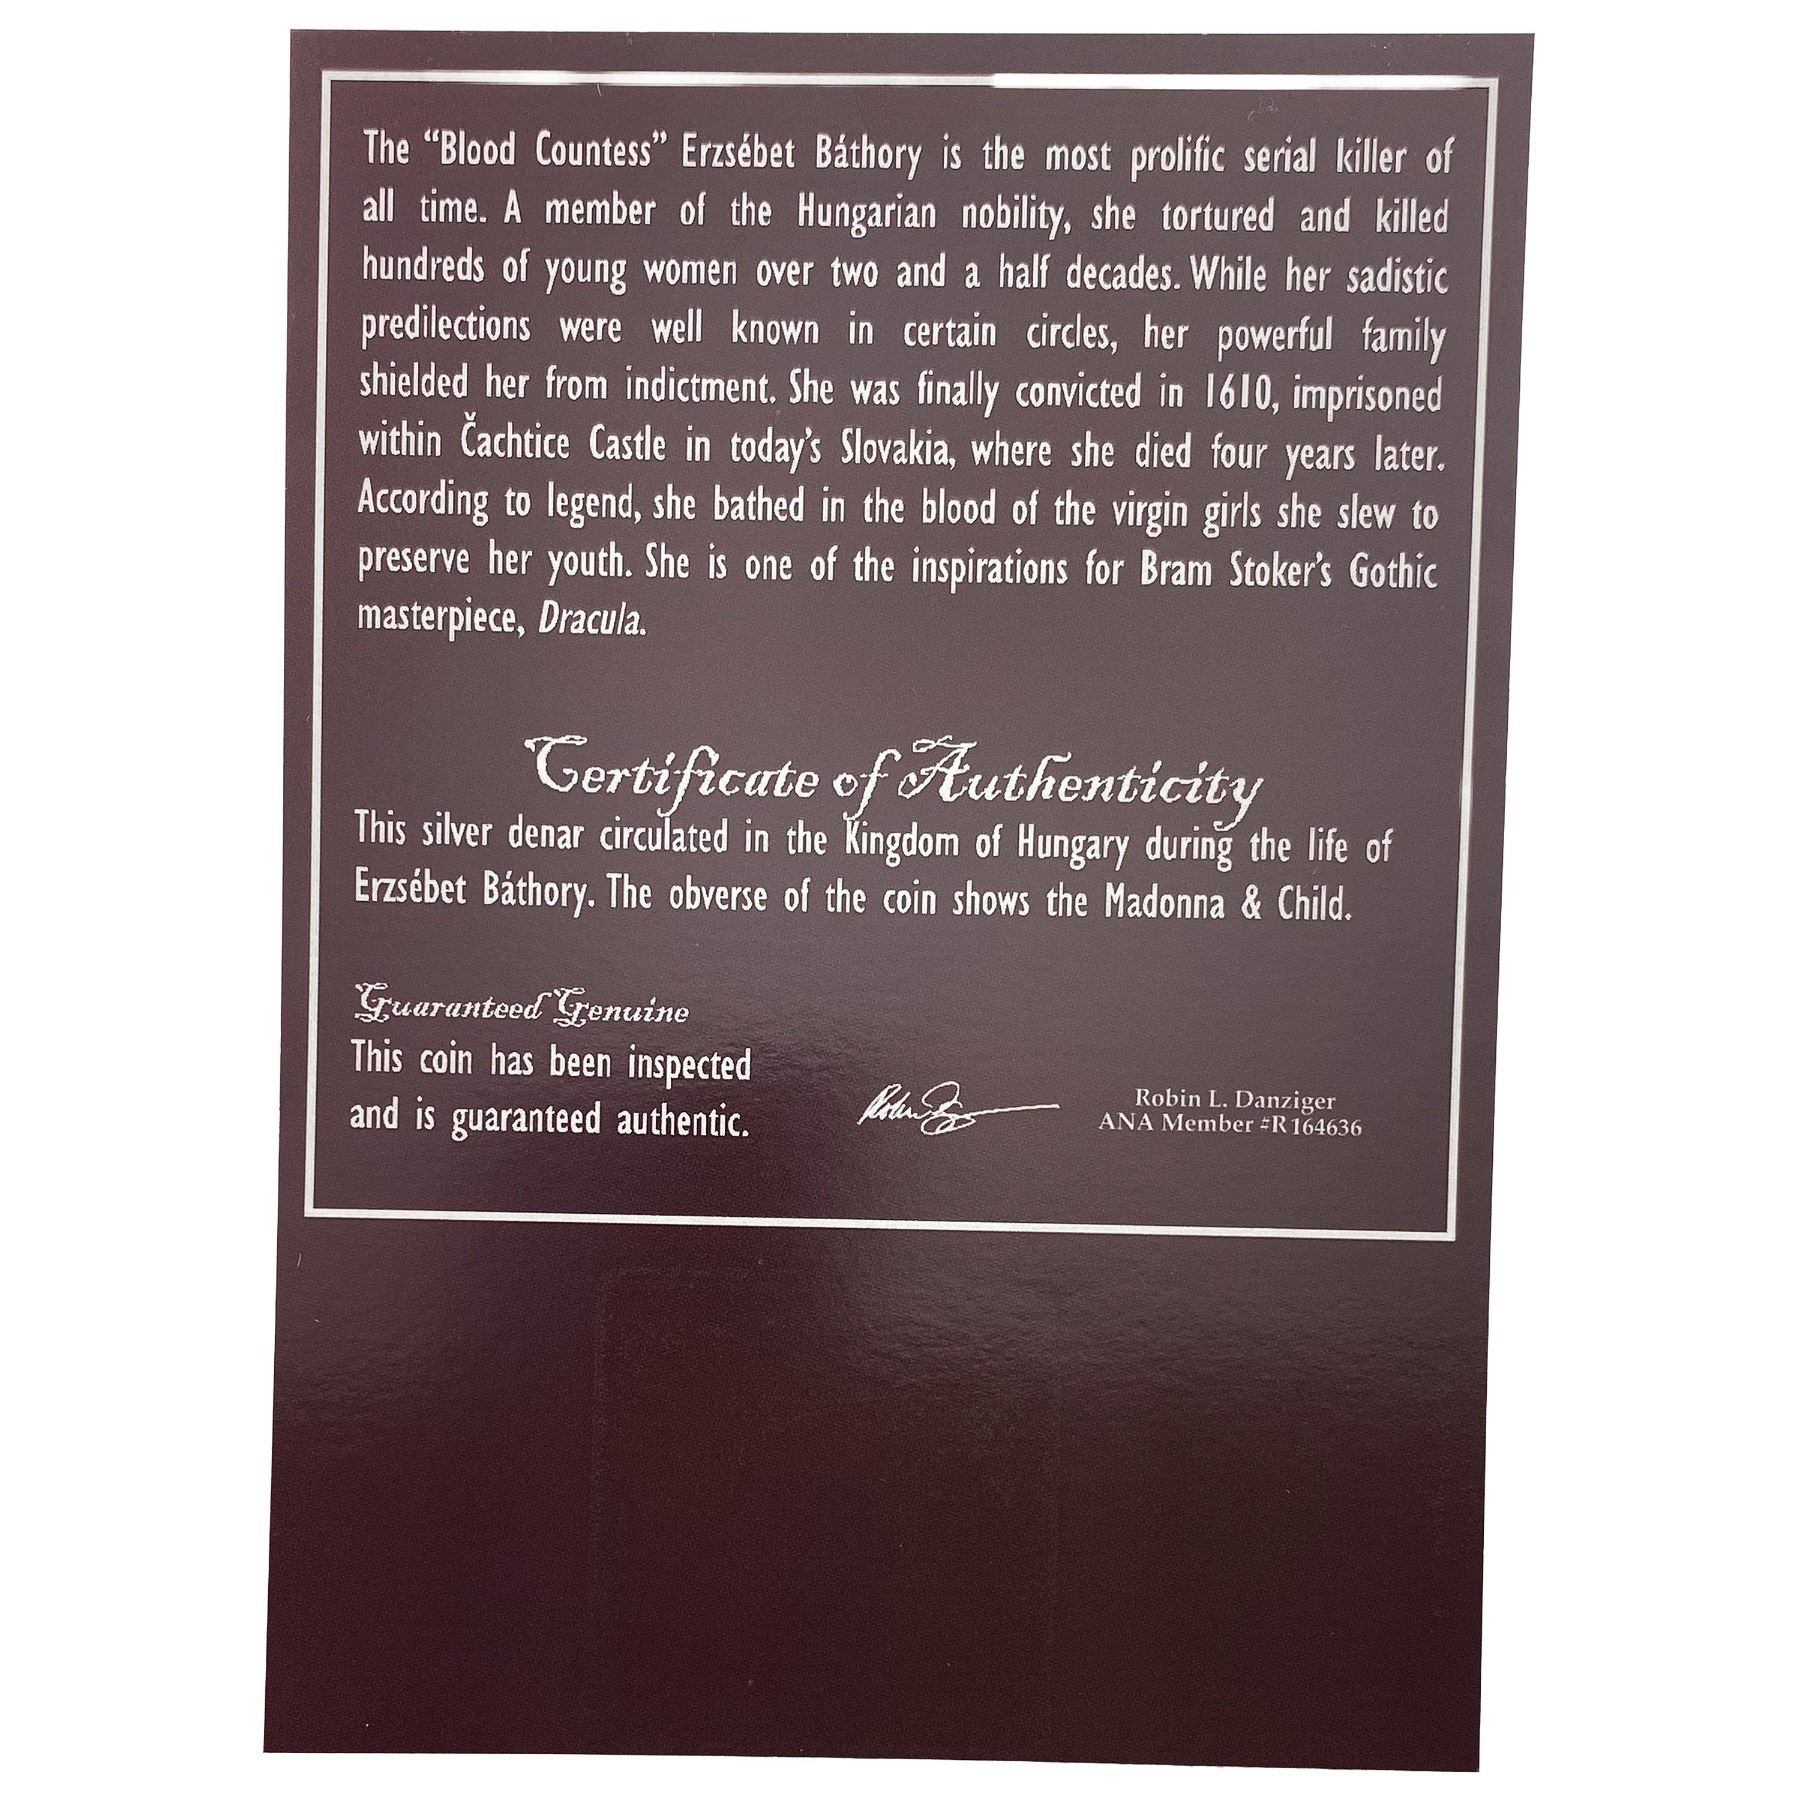 The “Blood Countess” Erzsébet Báthory is the most prolific serial killer of
all time. A member of the Hungarian nobility, she tortured and killed
hundreds of young women over two and a half decades. While her sadistic
predilections were well known in certain circles, her powerful family
shielded her from indictment. She was finally convicted in 1610, imprisoned
within Čachtice Castle in today’s Slovakia, where she died four years later.
According to legend, she bathed in the blood of the virgin girls she slew to
preserve her youth. She is one of the inspirations for Bram Stoker’s Gothic
masterpiece, Dracula.
Certificate of Authenticity
This silver denar circulated in the Kingdom of Hungary during the life of
Erzsébet Báthory. The obverse of the coin shows the Madonna & Child.
Guaranteed Genuine
This coin has been inspected
and is guaranteed authentic.
Robin L. Danziger
ANA Member #R164636